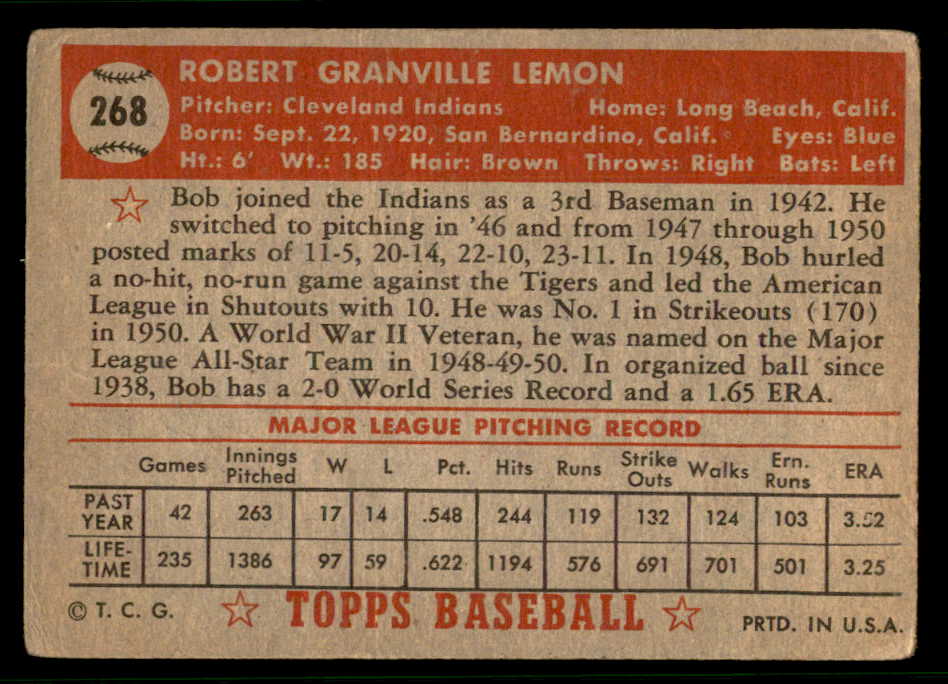 268
ROBERT GRANVILLE LEMON
Pitcher: Cleveland Indians Home: Long Beach, Calif.
Born: Sept. 22, 1920, San Bernardino, Calif. Eyes: Blue
Ht.: 6' Wt.: 185 Hair: Brown Throws: Right Bats: Left
Bob joined the Indians as a 3rd Baseman in 1942. He
switched to pitching in '46 and from 1947 through 1950
posted marks of 11-5, 20-14, 22-10, 23-11. In 1948, Bob hurled
a no-hit, no-run game against the Tigers and led the American
League in Shutouts with 10. He was No. 1 in Strikeouts (170)
in 1950. A World War II Veteran, he was named on the Major
League All-Star Team in 1948-49-50. In organized ball since
1938, Bob has a 2-0 World Series Record and a 1.65 ERA.
MAJOR LEAGUE PITCHING RECORD
Games Innings Pitched W L Pct. Hits Runs Strike Outs Walks Ern. Runs ERA
PAST YEAR 42 263 17 14 .548 244 119 132 124 103 3.52
LIFE-TIME 235 1386 97 59 .622 1194 576 691 701 501 3.25
© T. C. G. TOPPS BASEBALL PRTD. IN U.S.A.